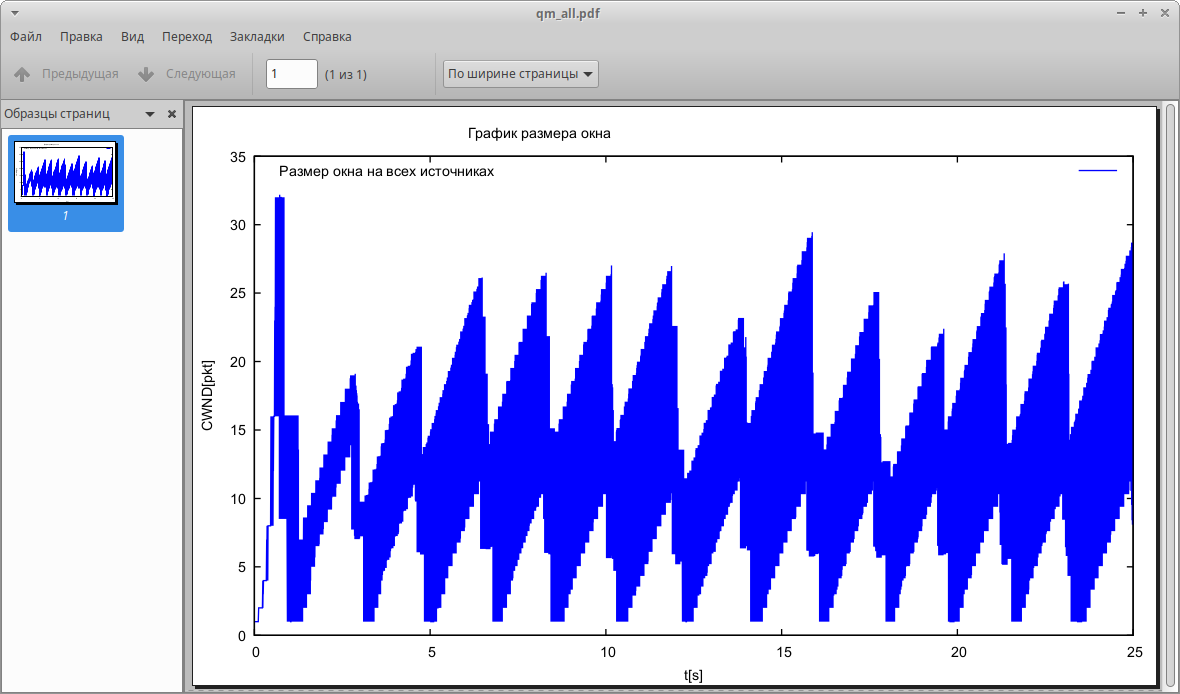 qm_all.pdf
Файл Правка Вид Переход Закладки Справка
Предыдущая Следующая 1 (1 из 1) По ширине страницы
Образцы страниц
1
График размера окна
Размер окна на всех источниках
35
30
25
20
15
10
5
0
CWND[pkt]
0 5 10 15 20 25
t[s]